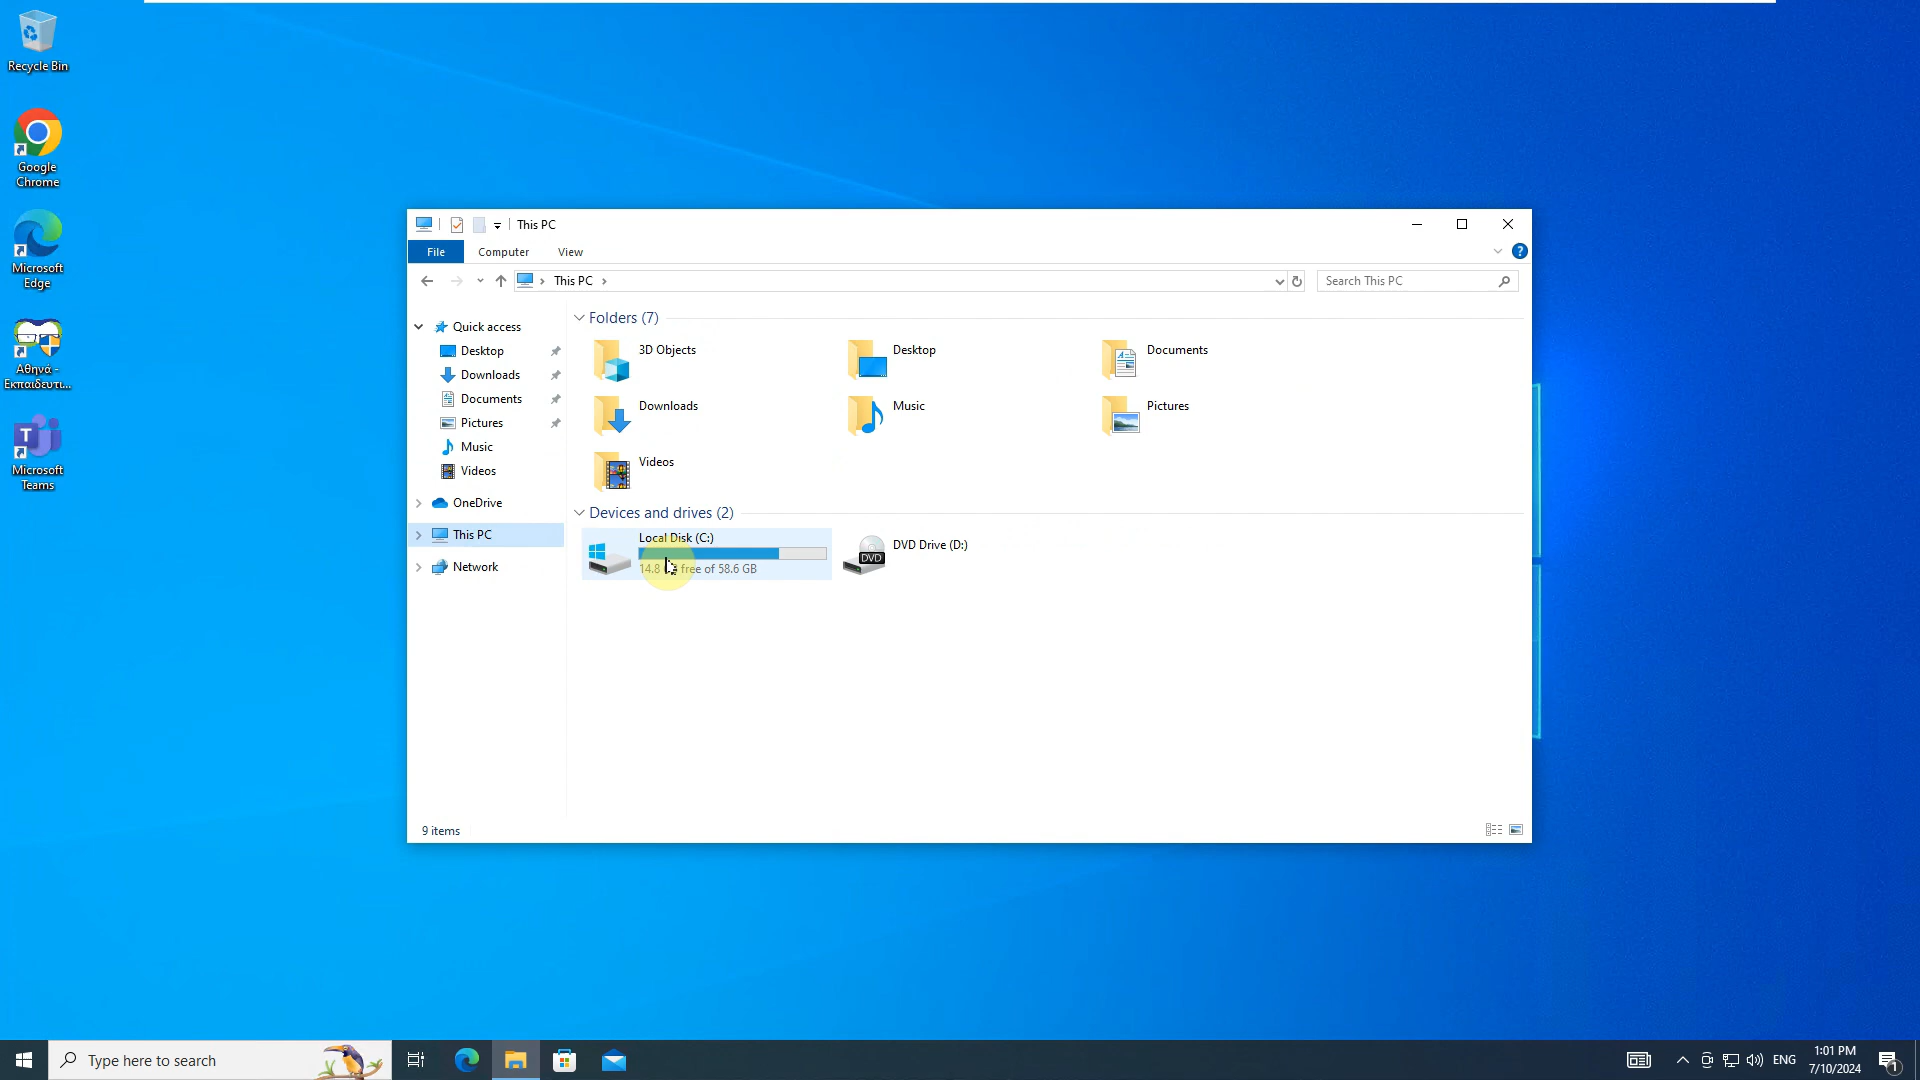 Recycle Bin
Google
Chrome
Microsoft
Edge
Αθηνά -
Εκπαιδευτι...
Microsoft
Teams
This PC
File
Computer
View
This PC
Search This PC
Quick access
Desktop
Downloads
Documents
Pictures
Music
Videos
OneDrive
This PC
Network
Folders (7)
3D Objects
Desktop
Documents
Downloads
Music
Pictures
Videos
Devices and drives (2)
Local Disk (C:)
14.8 free of 58.6 GB
DVD
DVD Drive (D:)
9 items
Type here to search
ENG
1:01 PM
7/10/2024
1